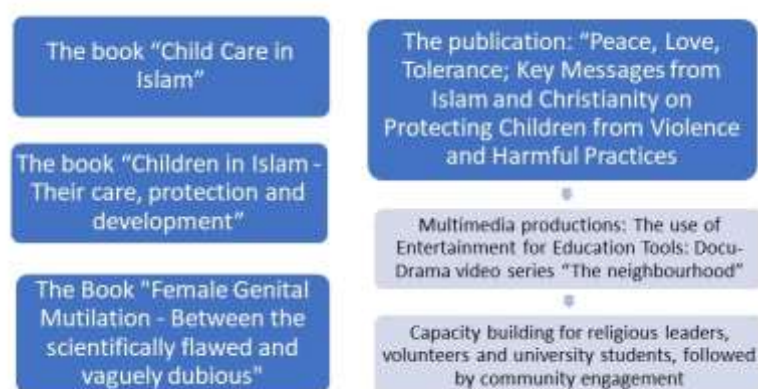 The book “Child Care in
Islam”
The book “Children in Islam -
Their care, protection and
development”
The Book "Female Genital
Mutilation - Between the
scientifically flawed and
vaguely dubious"
The publication: “Peace, Love,
Tolerance; Key Messages from
Islam and Christianity on
Protecting Children from Violence
and Harmful Practices
Multimedia productions: The use of
Entertainment for Education Tools: Docu-
Drama video series “The neighbourhood”
Capacity building for religious leaders,
volunteers and university students, followed
by community engagement